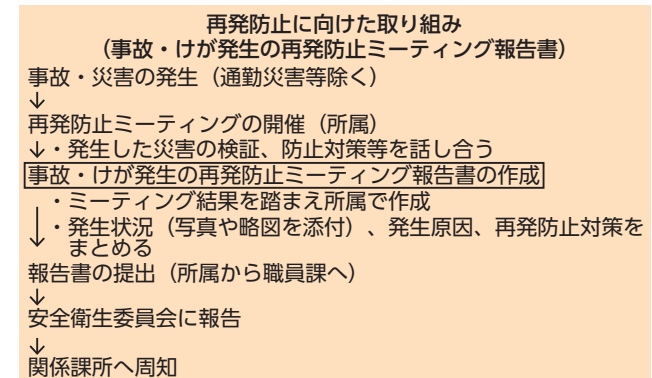 再発防止に向けた取り組み
(事故・けが発生の再発防止ミーティング報告書)
事故・災害の発生(通勤災害等除く)
↓
再発防止ミーティングの開催(所属)
↓・発生した災害の検証、防止対策等を話し合う
事故・けが発生の再発防止ミーティング報告書の作成
・ミーティング結果を踏まえ所属で作成
↓・発生状況(写真や略図を添付)、発生原因、再発防止対策を
まとめる
報告書の提出(所属から職員課へ)
↓
安全衛生委員会に報告
↓
関係課所へ周知